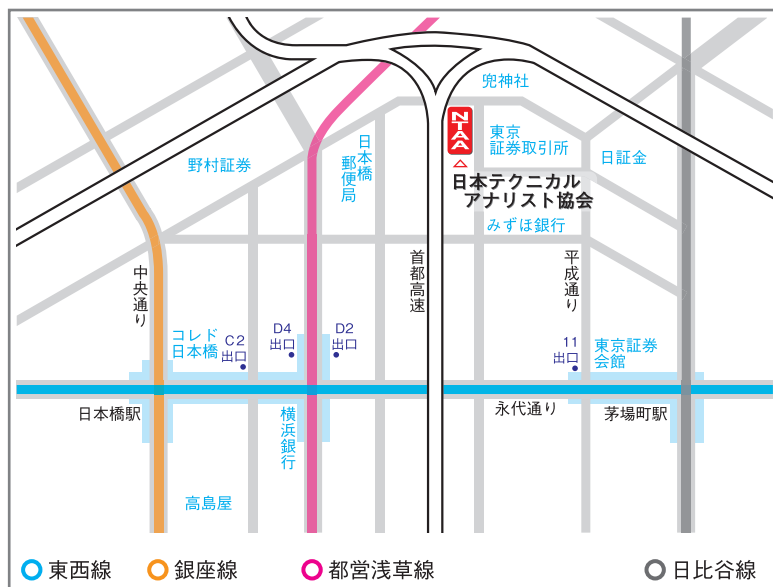 兜神社
NTAA
東京
証券取引所
日証金
野村証券
日本橋
郵便局
日本テクニカル
アナリスト協会
みずほ銀行
中央通り
首都高速
平成通り
コレド
日本橋
C2
出口
D4
出口
D2
出口
11
出口
東京証券
会館
日本橋駅
横浜銀行
永代通り
茅場町駅
高島屋
東西線
銀座線
都営浅草線
日比谷線